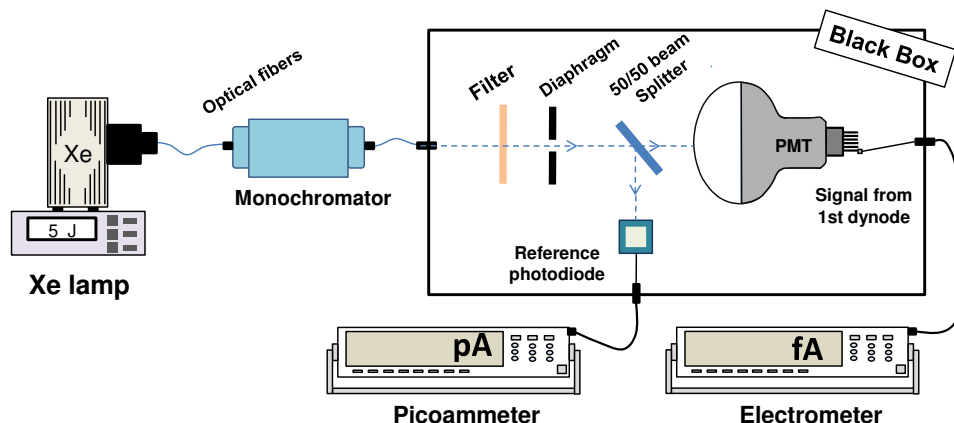 Black Box
Optical fibers
Filter
Diaphragm
50/50 beam
Splitter
Xe
PMT
Monochromator
Signal from
1st dynode
5 J
Reference
photodiode
Xe lamp
pA
fA
Picoammeter
Electrometer